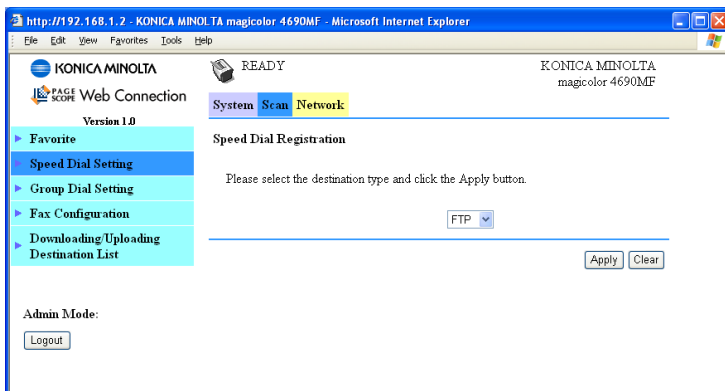 http://192.168.1.2 - KONICA MINOLTA magicolor 4690MF - Microsoft Internet Explorer
File Edit View Favorites Tools Help
KONICA MINOLTA
PAGE SCOPE Web Connection
Version 1.0
READY
KONICA MINOLTA
magicolor 4690MF
System Scan Network
Favorite
Speed Dial Setting
Group Dial Setting
Fax Configuration
Downloading/Uploading
Destination List
Speed Dial Registration
Please select the destination type and click the Apply button.
FTP
Apply Clear
Admin Mode:
Logout